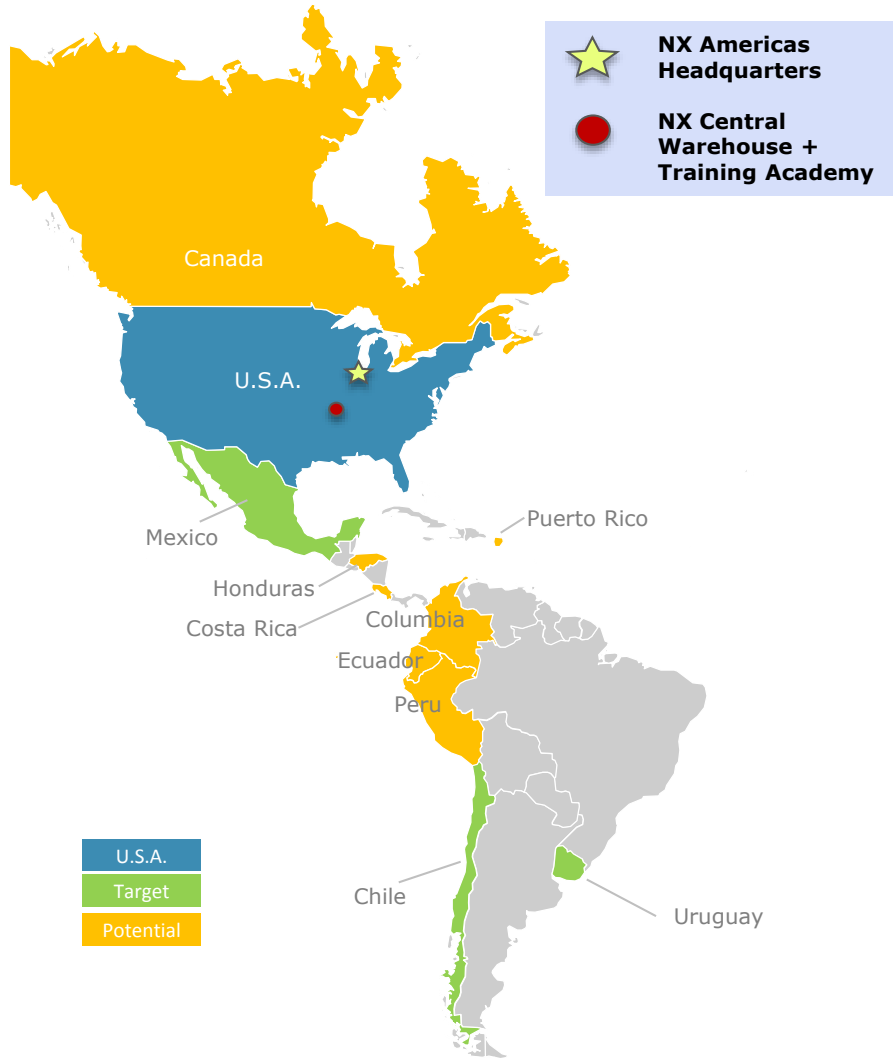 NX Americas
Headquarters
NX Central
Warehouse +
Training Academy
Canada
U.S.A.
Mexico
Puerto Rico
Honduras
Costa Rica
Columbia
Ecuador
Peru
U.S.A.
Target
Potential
Chile
Uruguay